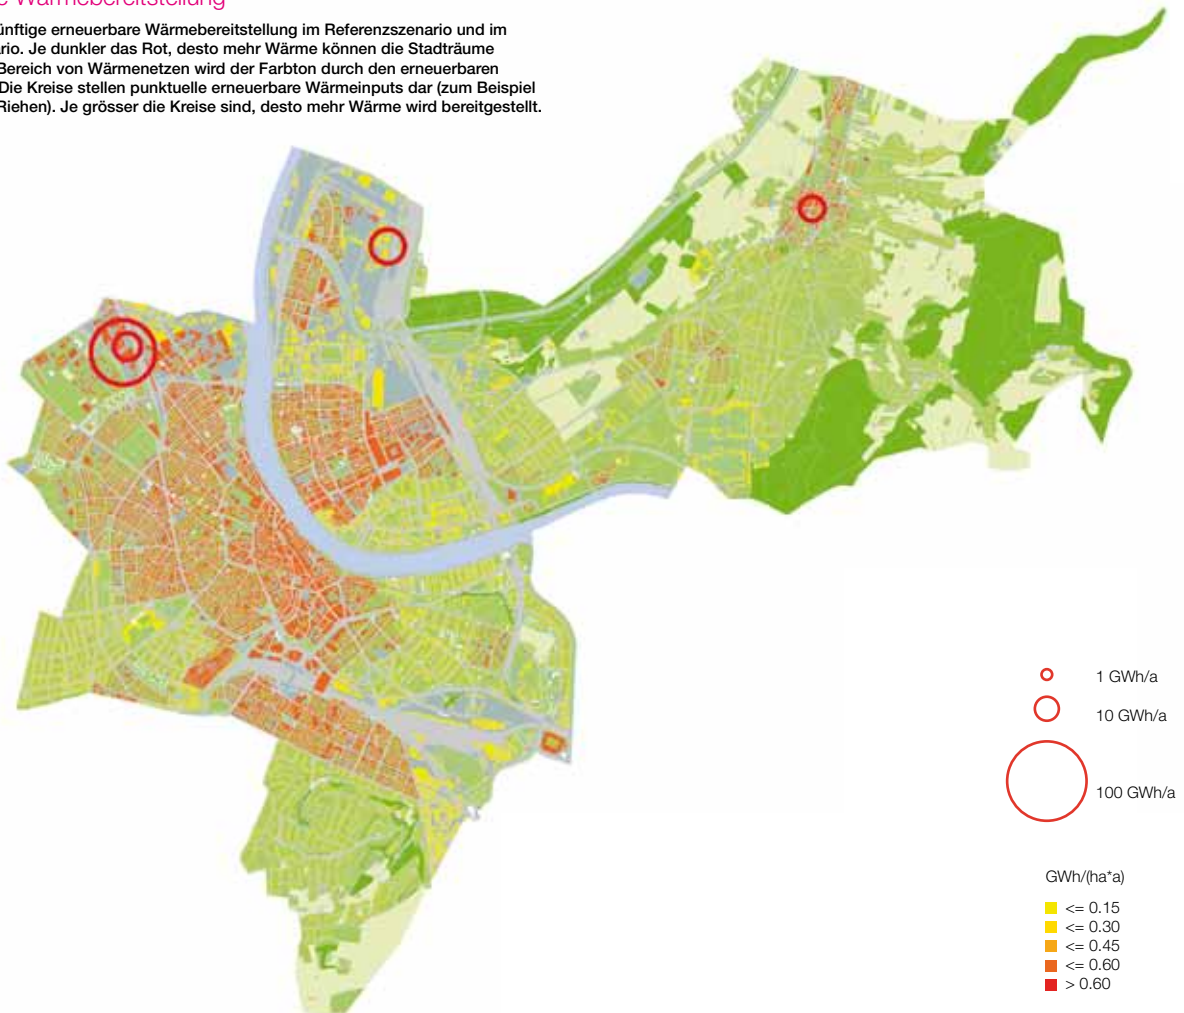 e Wärmebereitstellung
ünftige erneuerbare Wärmebereitstellung im Referenzszenario und im
ario. Je dunkler das Rot, desto mehr Wärme können die Stadträume
Bereich von Wärmenetzen wird der Farbton durch den erneuerbaren
Die Kreise stellen punktuelle erneuerbare Wärmeinputs dar (zum Beispiel
Riehen). Je grösser die Kreise sind, desto mehr Wärme wird bereitgestellt.
1 GWh/a
10 GWh/a
100 GWh/a
GWh/(ha*a)
<= 0.15
<= 0.30
<= 0.45
<= 0.60
> 0.60